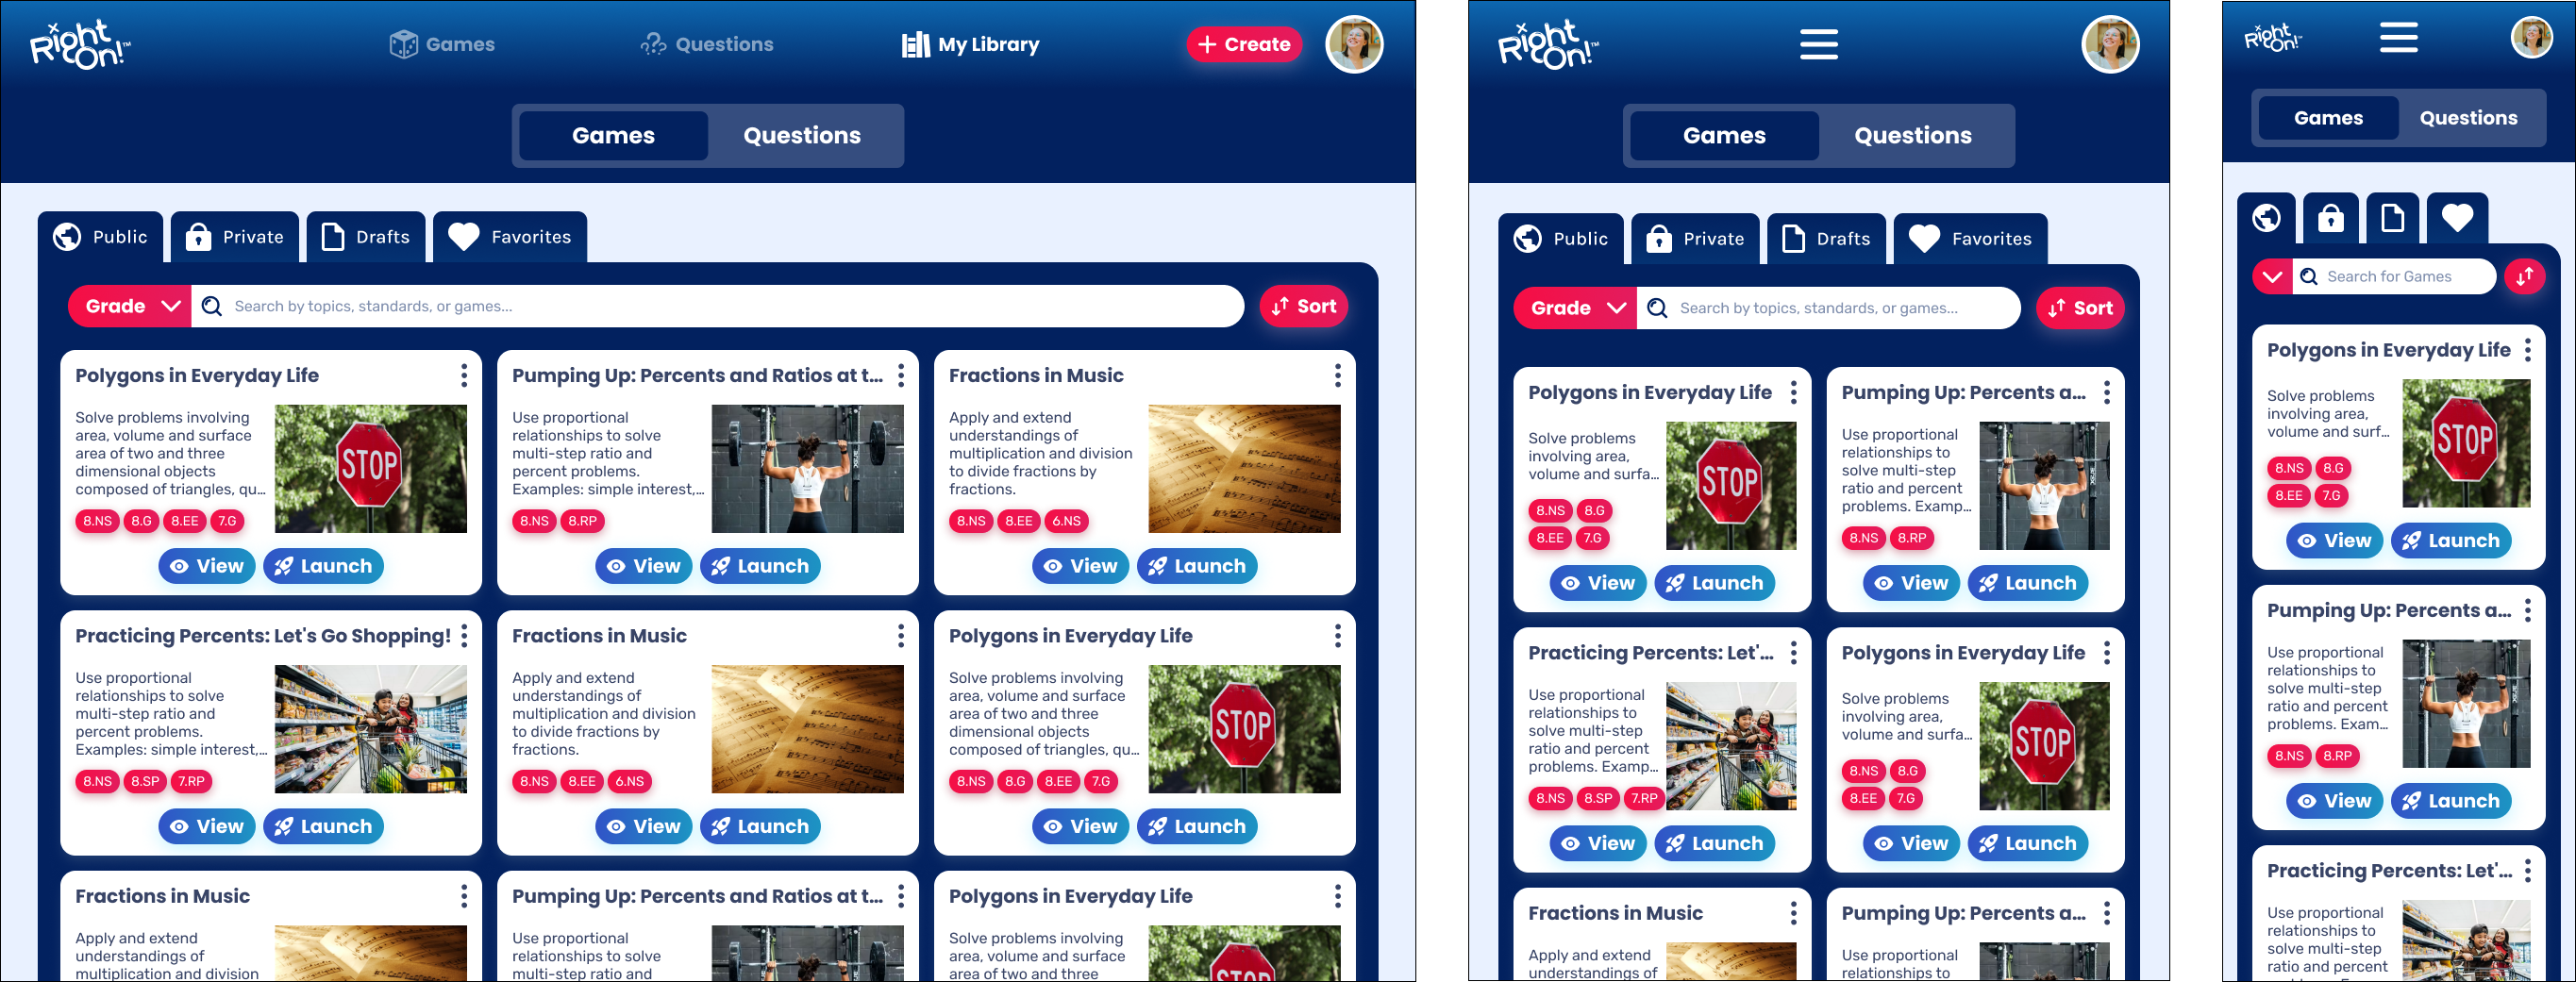 Right On!™
Games
Questions
My Library
Create
Games
Questions
Public
Private
Drafts
Favorites
Grade
Search by topics, standards, or games...
Sort
Polygons in Everyday Life
Solve problems involving
area, volume and surface
area of two and three
dimensional objects
composed of triangles, qu...
8.NS 8.G 8.EE 7.G
STOP
View
Launch
Pumping Up: Percents and Ratios at t...
Use proportional
relationships to solve
multi-step ratio and
percent problems.
Examples: simple interest,...
8.NS 8.RP
View
Launch
Fractions in Music
Apply and extend
understandings of
multiplication and division
to divide fractions by
fractions.
8.NS 8.EE 6.NS
View
Launch
Practicing Percents: Let's Go Shopping!
Use proportional
relationships to solve
multi-step ratio and
percent problems.
Examples: simple interest,...
8.NS 8.SP 7.RP
View
Launch
Fractions in Music
Apply and extend
understandings of
multiplication and division
to divide fractions by
fractions.
8.NS 8.EE 6.NS
View
Launch
Polygons in Everyday Life
Solve problems involving
area, volume and surface
area of two and three
dimensional objects
composed of triangles, qu...
8.NS 8.G 8.EE 7.G
STOP
View
Launch
Fractions in Music
Apply and extend
understandings of
multiplication and division
Pumping Up: Percents and Ratios at t...
Use proportional
relationships to solve
multi-step ratio and
Polygons in Everyday Life
Solve problems involving
area, volume and surface
area of two and three
STOP
Right On!™
Games
Questions
Public
Private
Drafts
Favorites
Grade
Search by topics, standards, or games...
Sort
Polygons in Everyday Life
Solve problems
involving area,
volume and surfa...
8.NS 8.G
8.EE 7.G
STOP
View
Launch
Pumping Up: Percents a...
Use proportional
relationships to
solve multi-step
ratio and percent
problems. Examp...
8.NS 8.RP
View
Launch
Practicing Percents: Let'...
Use proportional
relationships to
solve multi-step
ratio and percent
problems. Examp...
8.NS 8.SP 7.RP
View
Launch
Polygons in Everyday Life
Solve problems
involving area,
volume and surfa...
8.NS 8.G
8.EE 7.G
STOP
View
Launch
Fractions in Music
Apply and extend
understandings of
Pumping Up: Percents a...
Use proportional
relationships to
Right On!™
Games
Questions
Search for Games
Polygons in Everyday Life
Solve problems
involving area,
volume and surf...
8.NS 8.G
8.EE 7.G
STOP
View
Launch
Pumping Up: Percents a...
Use proportional
relationships to
solve multi-step
ratio and percent
problems. Exam...
8.NS 8.RP
View
Launch
Practicing Percents: Let'...
Use proportional
relationships to
solve multi-step
ratio and percent